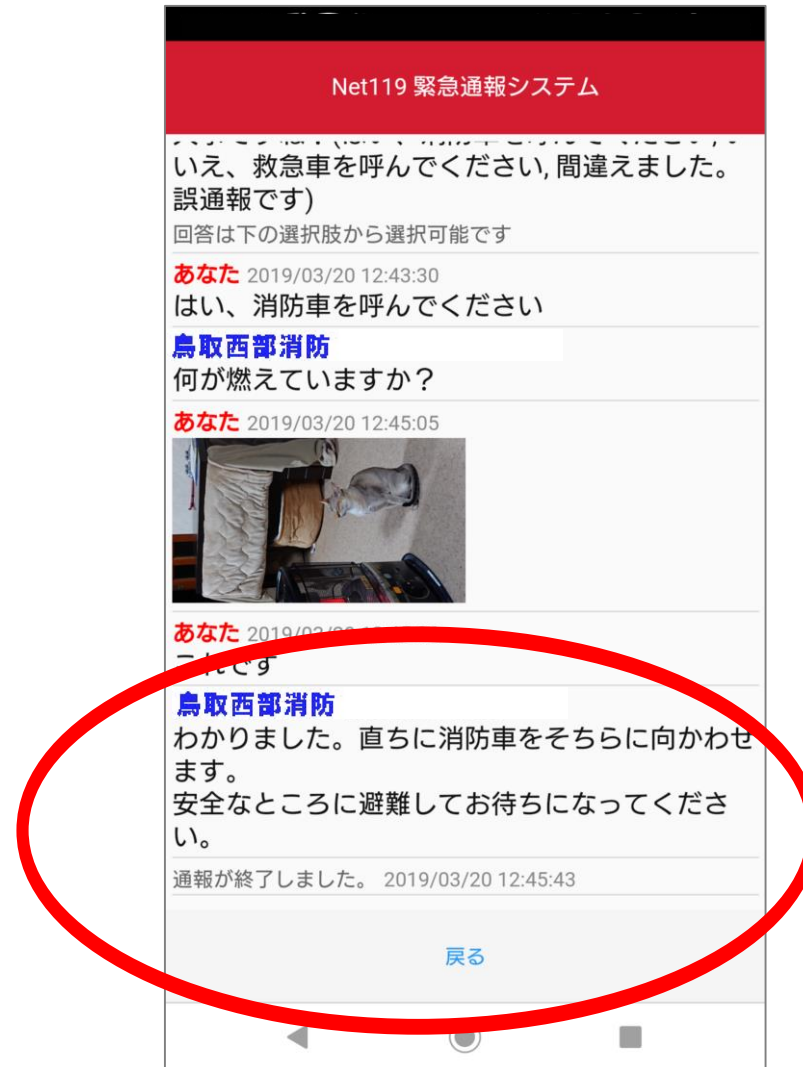 Net119 緊急通報システム
いえ、救急車を呼んでください, 間違えました。
誤通報です)
回答は下の選択肢から選択可能です
あなた 2019/03/20 12:43:30
はい、消防車を呼んでください
鳥取西部消防
何が燃えていますか？
あなた 2019/03/20 12:45:05
あなた
これです
鳥取西部消防
わかりました。直ちに消防車をそちらに向かわせ
ます。
安全なところに避難してお待ちになってくださ
い。
通報が終了しました。 2019/03/20 12:45:43
戻る